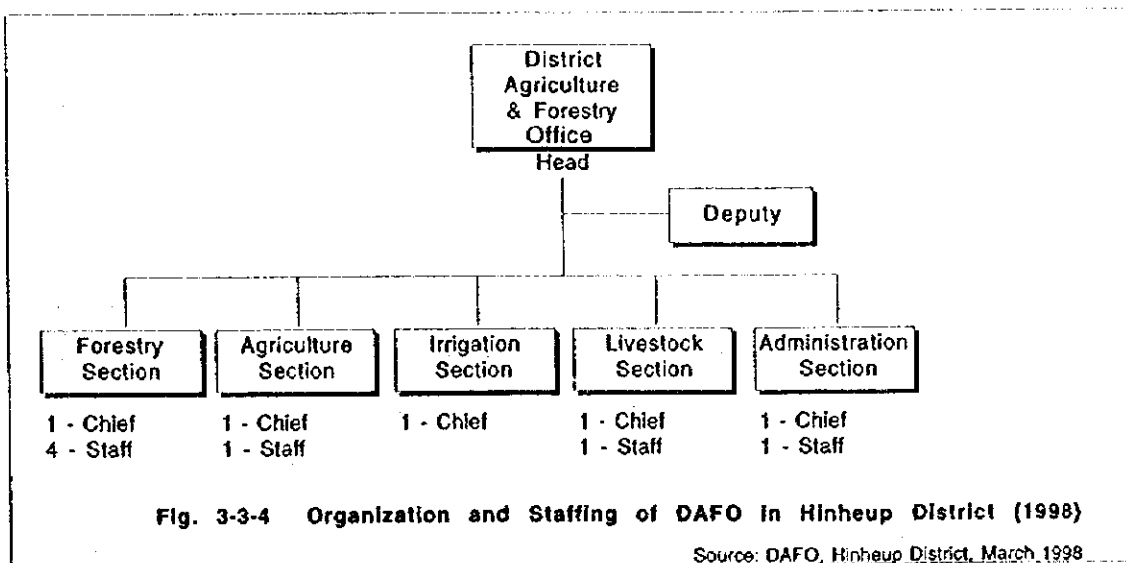 District
Agriculture
& Forestry
Office
Head
Deputy
Forestry
Section
1 - Chief
4 - Staff
Agriculture
Section
1 - Chief
1 - Staff
Irrigation
Section
1 - Chief
Livestock
Section
1 - Chief
1 - Staff
Administration
Section
1 - Chief
1 - Staff
Fig. 3-3-4 Organization and Staffing of DAFO in Hinheup District (1998)
Source: DAFO, Hinheup District, March 1998